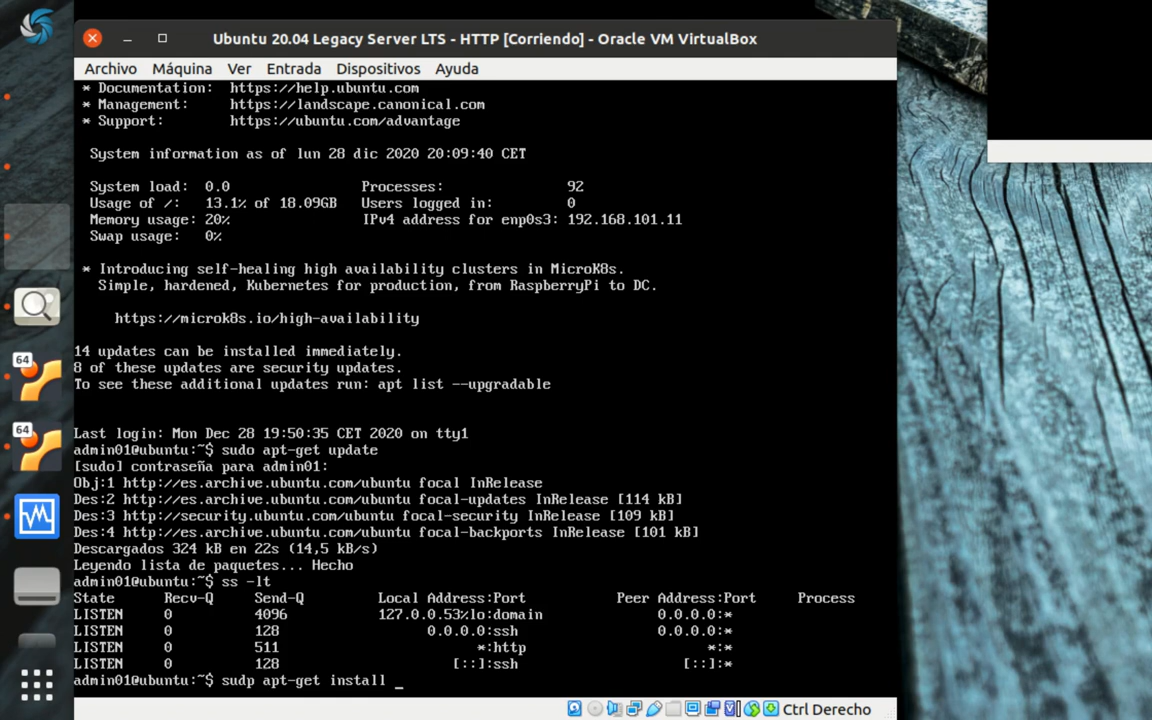 Ubuntu 20.04 Legacy Server LTS - HTTP [Corriendo] - Oracle VM VirtualBox
Archivo Máquina Ver Entrada Dispositivos Ayuda
* Documentation: https://help.ubuntu.com
* Management: https://landscape.canonical.com
* Support: https://ubuntu.com/advantage
System information as of lun 28 dic 2020 20:09:40 CET
System load: 0.0 Processes: 92
Usage of /: 13.1% of 18.09GB Users logged in: 0
Memory usage: 20% IPv4 address for enp0s3: 192.168.101.11
Swap usage: 0%
* Introducing self-healing high availability clusters in MicroK8s.
Simple, hardened, Kubernetes for production, from RaspberryPi to DC.
https://microk8s.io/high-availability
14 updates can be installed immediately.
8 of these updates are security updates.
To see these additional updates run: apt list --upgradable
Last login: Mon Dec 28 19:50:35 CET 2020 on tty1
admin01@ubuntu:~$ sudo apt-get update
[sudo] contraseña para admin01:
Obj:1 http://es.archive.ubuntu.com/ubuntu focal InRelease
Des:2 http://es.archive.ubuntu.com/ubuntu focal-updates InRelease [114 kB]
Des:3 http://security.ubuntu.com/ubuntu focal-security InRelease [109 kB]
Des:4 http://es.archive.ubuntu.com/ubuntu focal-backports InRelease [101 kB]
Descargados 324 kB en 22s (14,5 kB/s)
Leyendo lista de paquetes... Hecho
admin01@ubuntu:~$ ss -lt
State Recv-Q Send-Q Local Address:Port Peer Address:Port Process
LISTEN 0 4096 127.0.0.53%lo:domain 0.0.0.0:*
LISTEN 0 128 0.0.0.0:ssh 0.0.0.0:*
LISTEN 0 511 *:http *:*
LISTEN 0 128 [::]:ssh [::]:*
admin01@ubuntu:~$ sudp apt-get install _
64
64
Ctrl Derecho